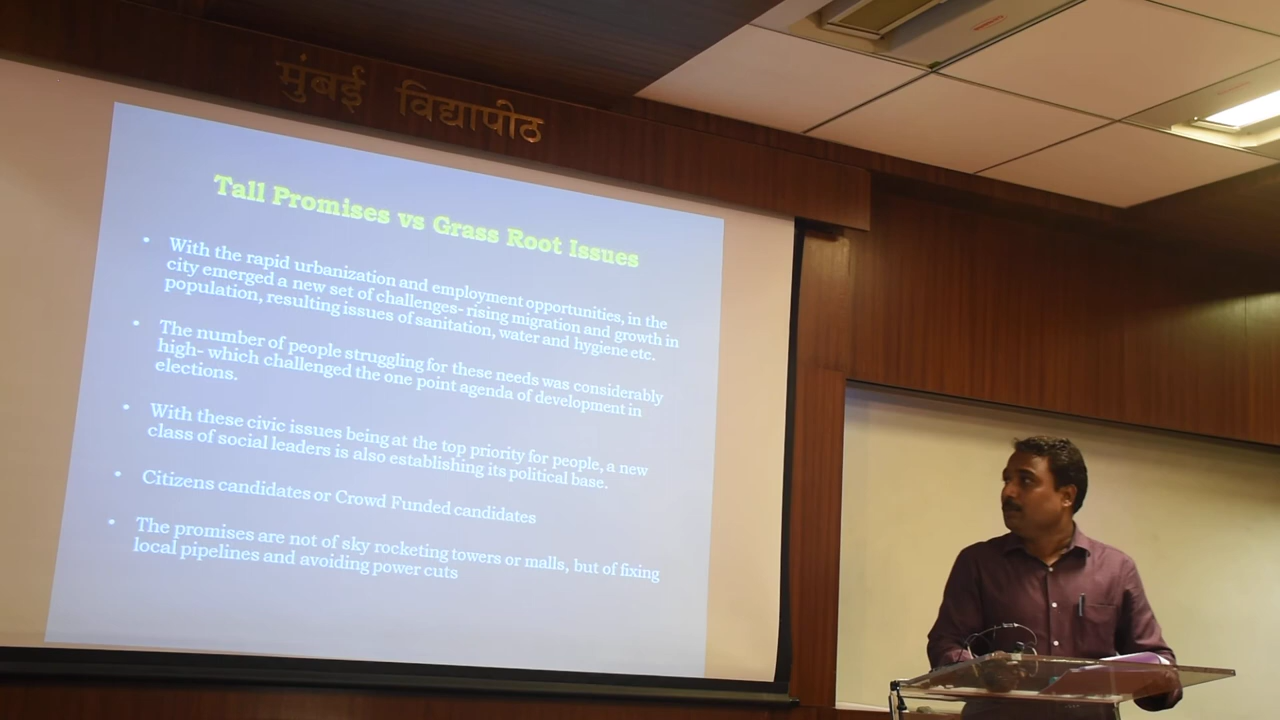 मुंबई विद्यापीठ
Tall Promises vs Grass Root Issues
• With the rapid urbanization and employment opportunities, in the
city emerged a new set of challenges- rising migration and growth in
population, resulting issues of sanitation, water and hygiene etc.
• The number of people struggling for these needs was considerably
high- which challenged the one point agenda of development in
elections.
• With these civic issues being at the top priority for people, a new
class of social leaders is also establishing its political base.
• Citizens candidates or Crowd Funded candidates
• The promises are not of sky rocketing towers or malls, but of fixing
local pipelines and avoiding power cuts